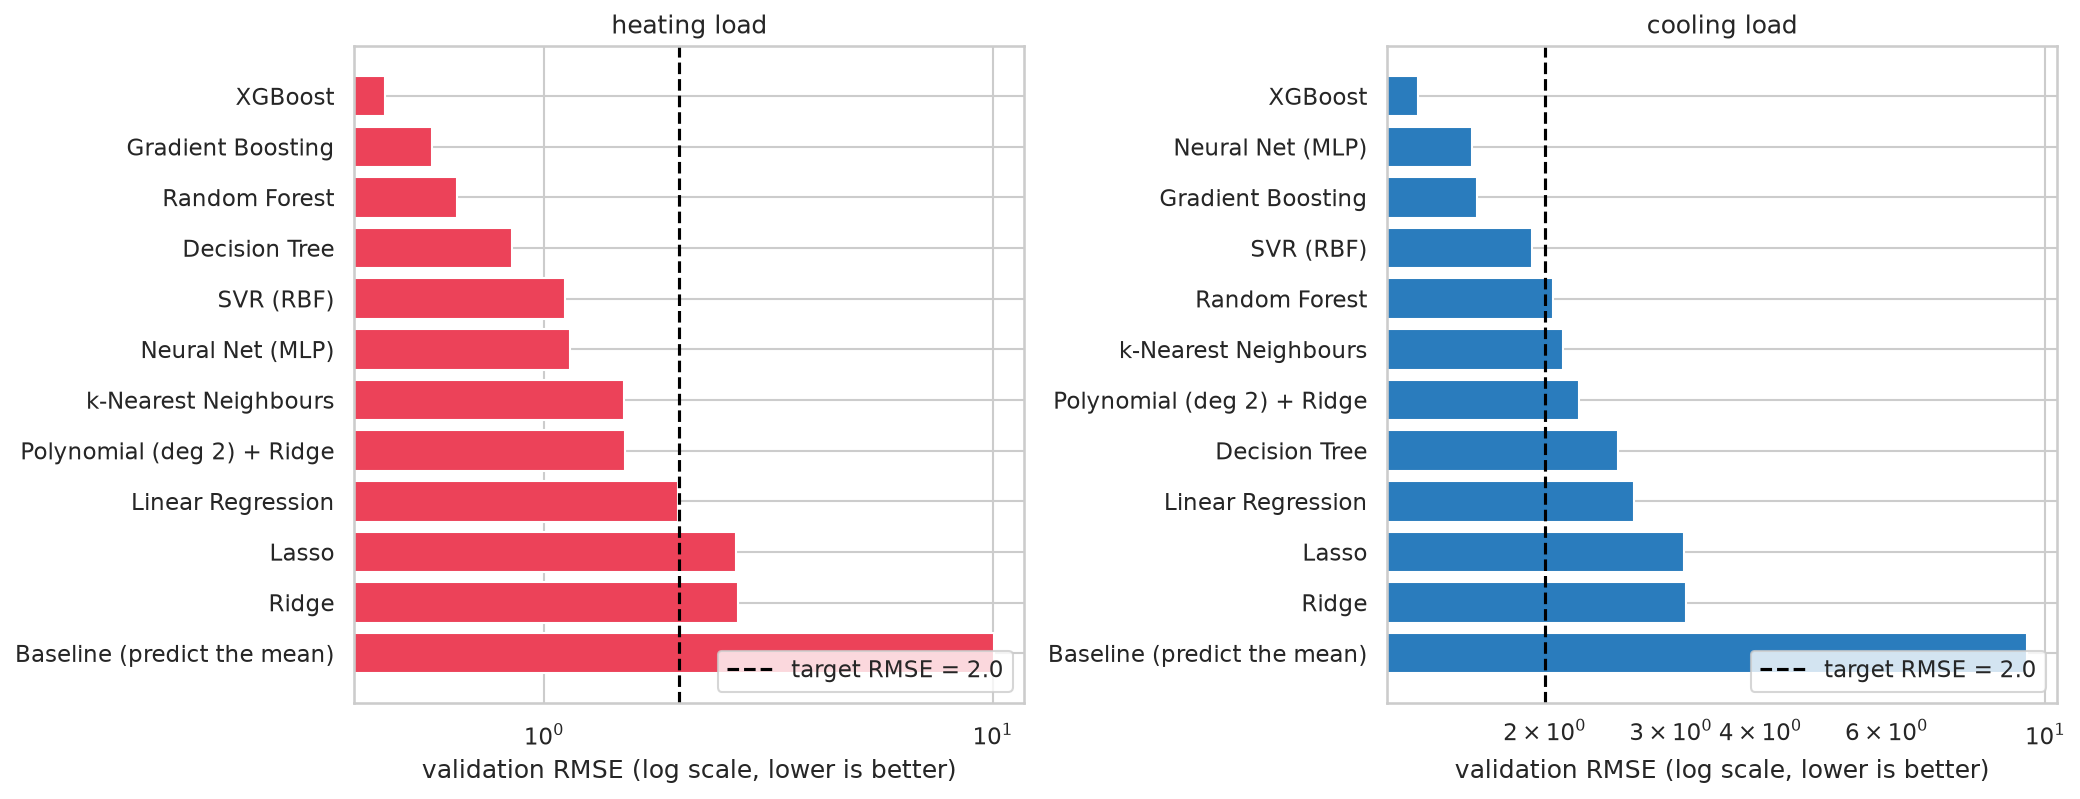 heating load
XGBoost
Gradient Boosting
Random Forest
Decision Tree
SVR (RBF)
Neural Net (MLP)
k-Nearest Neighbours
Polynomial (deg 2) + Ridge
Linear Regression
Lasso
Ridge
Baseline (predict the mean)
target RMSE = 2.0
10⁰ 10¹
validation RMSE (log scale, lower is better)
cooling load
XGBoost
Neural Net (MLP)
Gradient Boosting
SVR (RBF)
Random Forest
k-Nearest Neighbours
Polynomial (deg 2) + Ridge
Decision Tree
Linear Regression
Lasso
Ridge
Baseline (predict the mean)
target RMSE = 2.0
2 × 10⁰ 3 × 10⁰ 4 × 10⁰ 6 × 10⁰ 10¹
validation RMSE (log scale, lower is better)